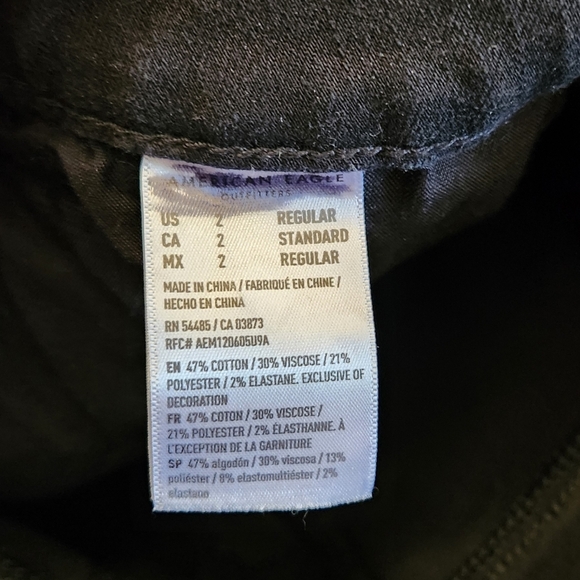 AMERICAN EAGLE
OUTFITTERS
US 2 REGULAR
CA 2 STANDARD
MX 2 REGULAR
MADE IN CHINA / FABRIQUÉ EN CHINE /
HECHO EN CHINA
RN 54485 / CA 03873
RFC# AEM120605U9A
EN 47% COTTON / 30% VISCOSE / 21%
POLYESTER / 2% ELASTANE. EXCLUSIVE OF
DECORATION
FR 47% COTON / 30% VISCOSE /
21% POLYESTER / 2% ÉLASTHANNE. À
L'EXCEPTION DE LA GARNITURE
SP 47% algodón / 30% viscosa / 13%
poliéster / 8% elastomultiéster / 2%
elastano